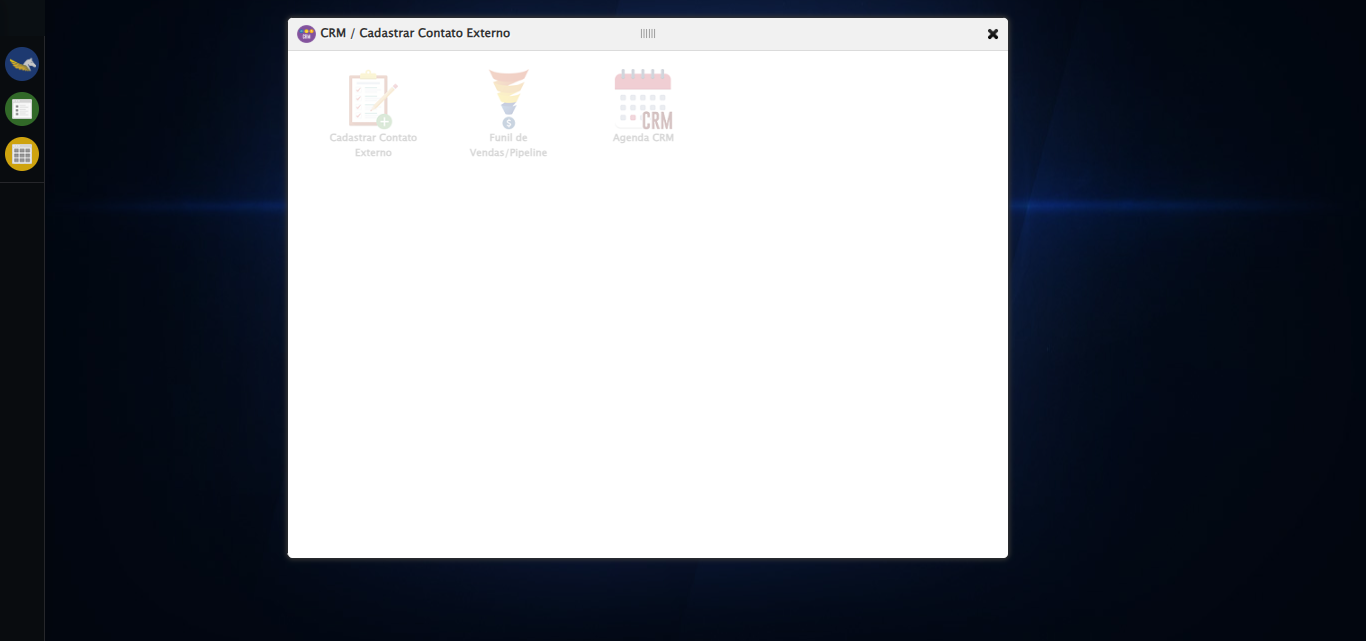 CRM / Cadastrar Contato Externo
Cadastrar Contato
Externo
Funil de
Vendas/Pipeline
CRM
Agenda CRM